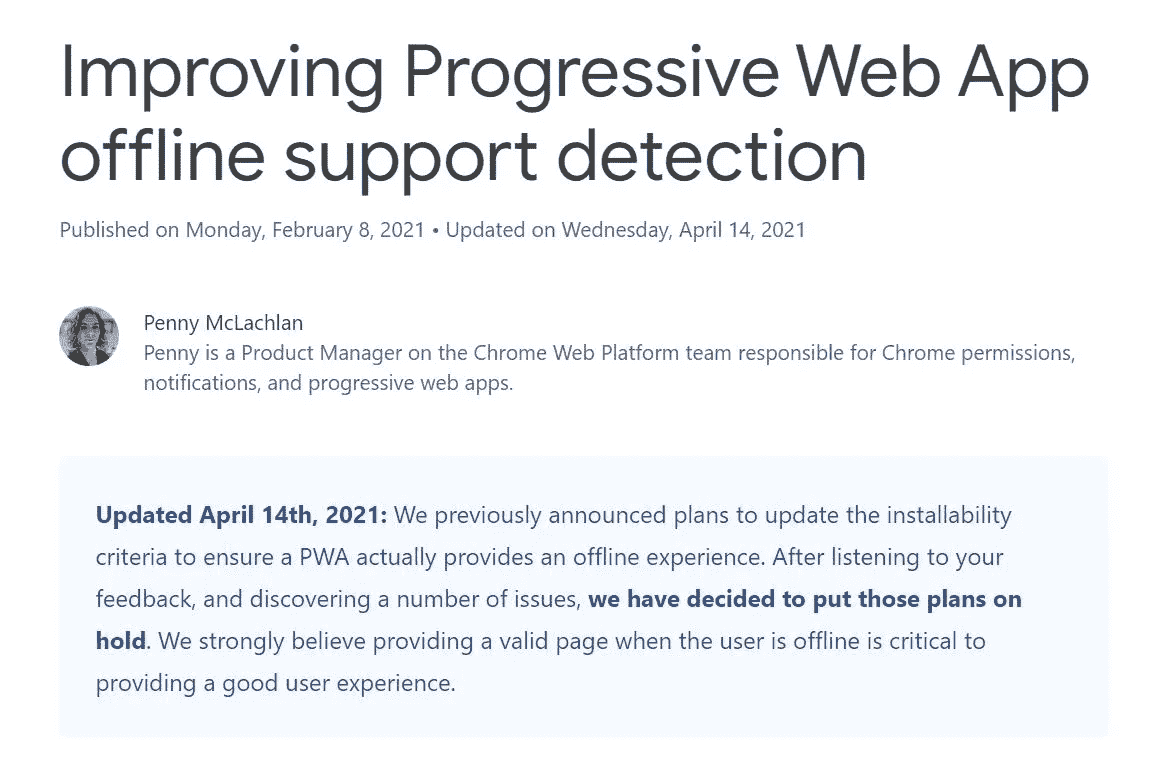 Improving Progressive Web App
offline support detection
Published on Monday, February 8, 2021 • Updated on Wednesday, April 14, 2021
Penny McLachlan
Penny is a Product Manager on the Chrome Web Platform team responsible for Chrome permissions,
notifications, and progressive web apps.
Updated April 14th, 2021: We previously announced plans to update the installability
criteria to ensure a PWA actually provides an offline experience. After listening to your
feedback, and discovering a number of issues, we have decided to put those plans on
hold. We strongly believe providing a valid page when the user is offline is critical to
providing a good user experience.